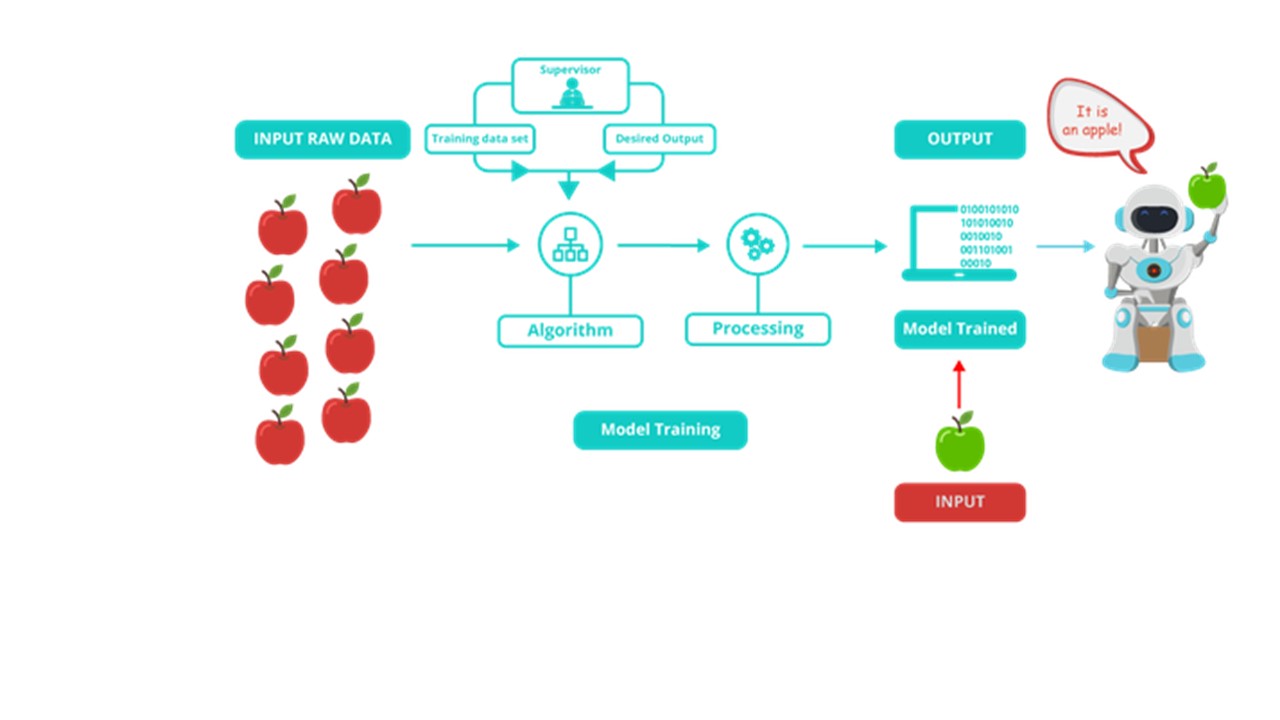 Supervisor
INPUT RAW DATA
Training data set
Desired Output
OUTPUT
It is
an apple!
0100101010
101010010
0010010
001101001
00010
Algorithm
Processing
Model Trained
Model Training
INPUT